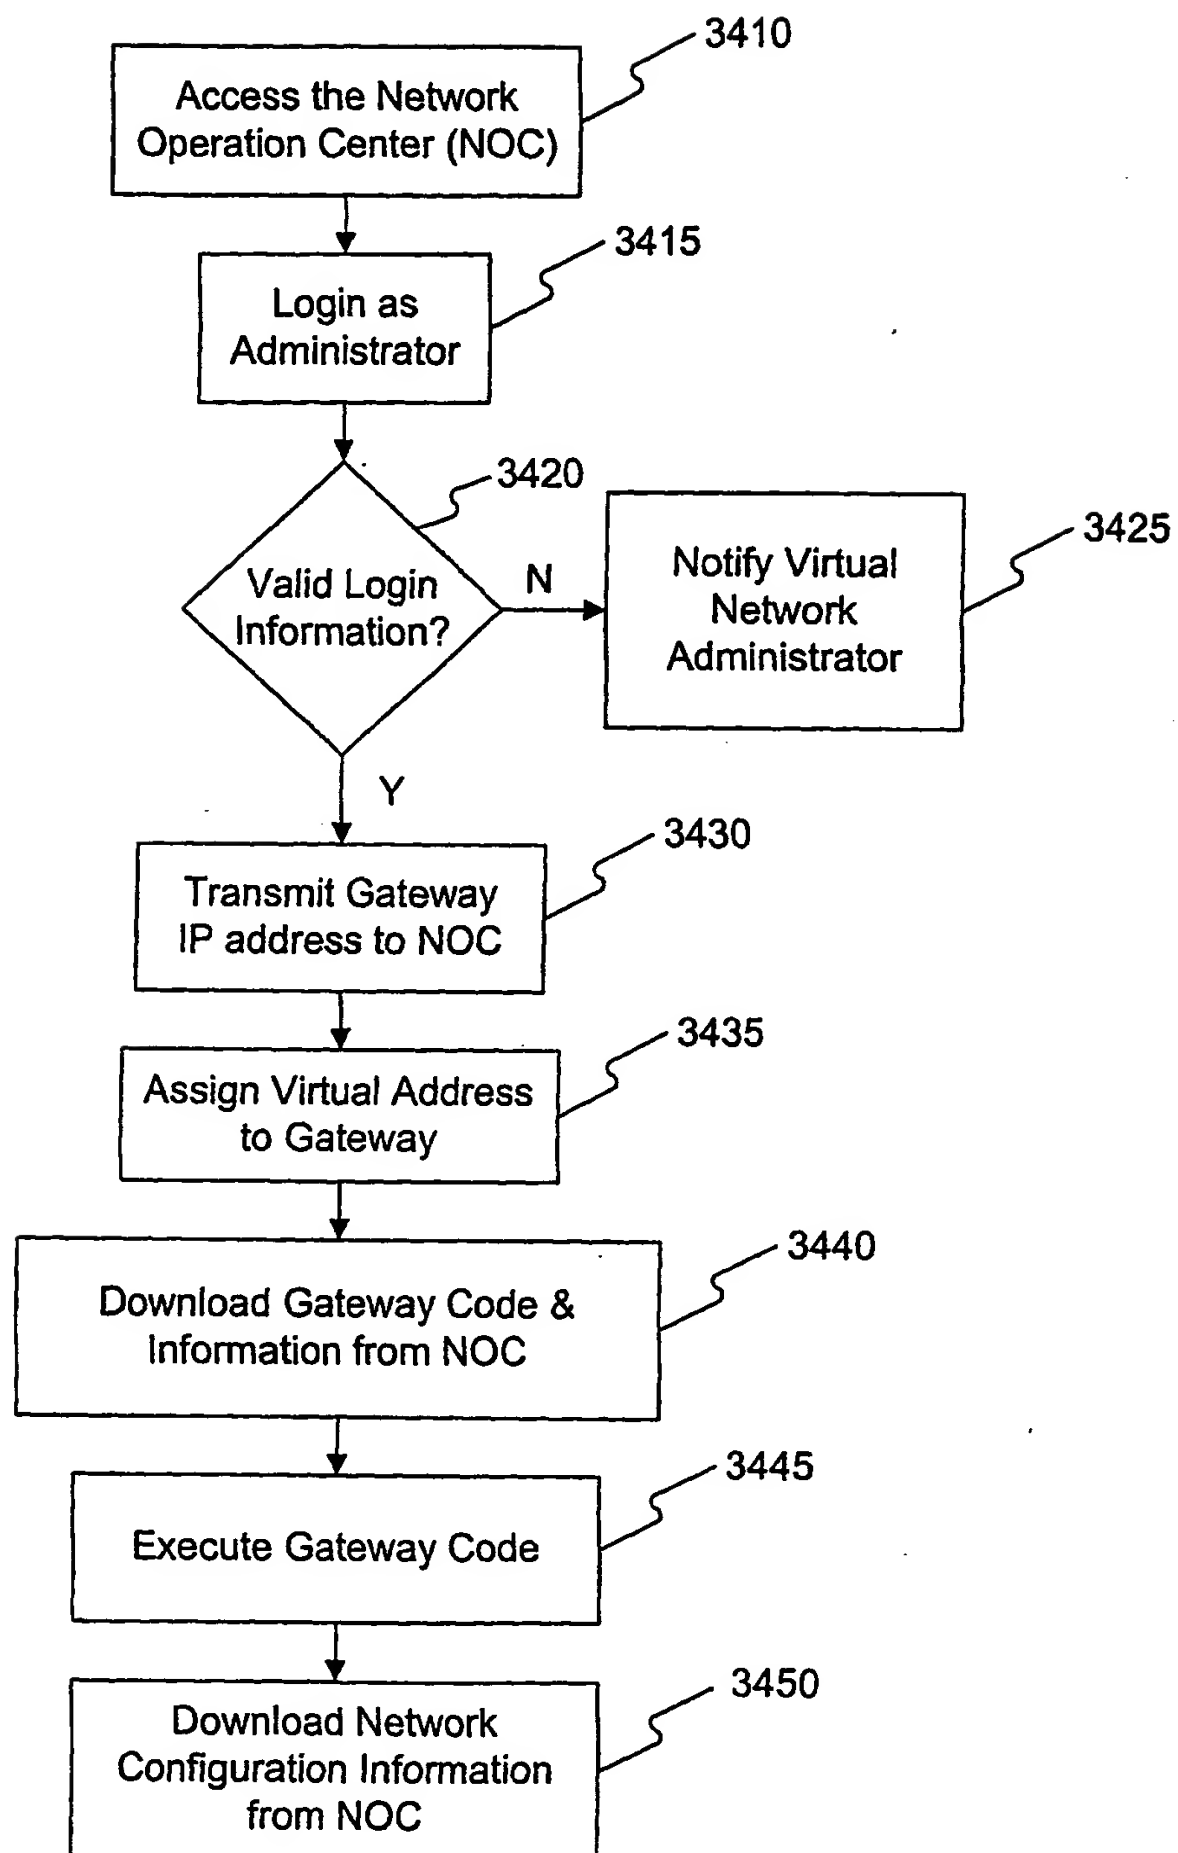 3410
Access the Network
Operation Center (NOC)
3415
Login as
Administrator
3420
Valid Login
Information?
N
3425
Notify Virtual
Network
Administrator
Y
3430
Transmit Gateway
IP address to NOC
3435
Assign Virtual Address
to Gateway
3440
Download Gateway Code &
Information from NOC
3445
Execute Gateway Code
3450
Download Network
Configuration Information
from NOC